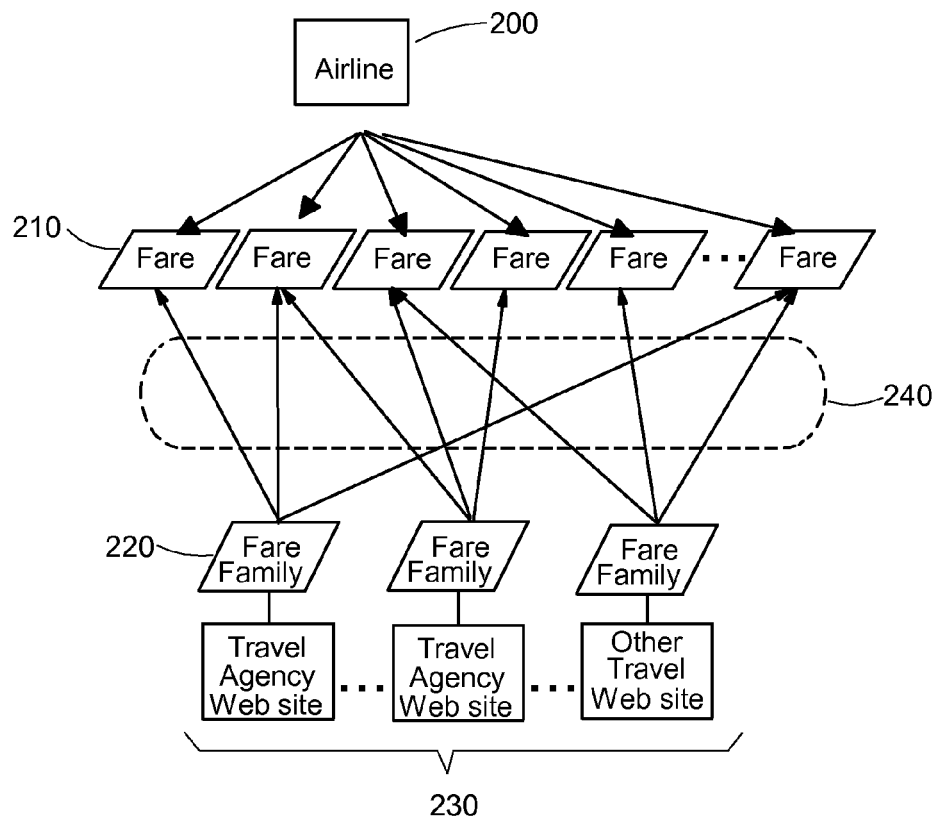 200
Airline
210
Fare
Fare
Fare
Fare
Fare
...
Fare
240
220
Fare
Family
Fare
Family
Fare
Family
Travel
Agency
Web site
...
Travel
Agency
Web site
...
Other
Travel
Web site
230